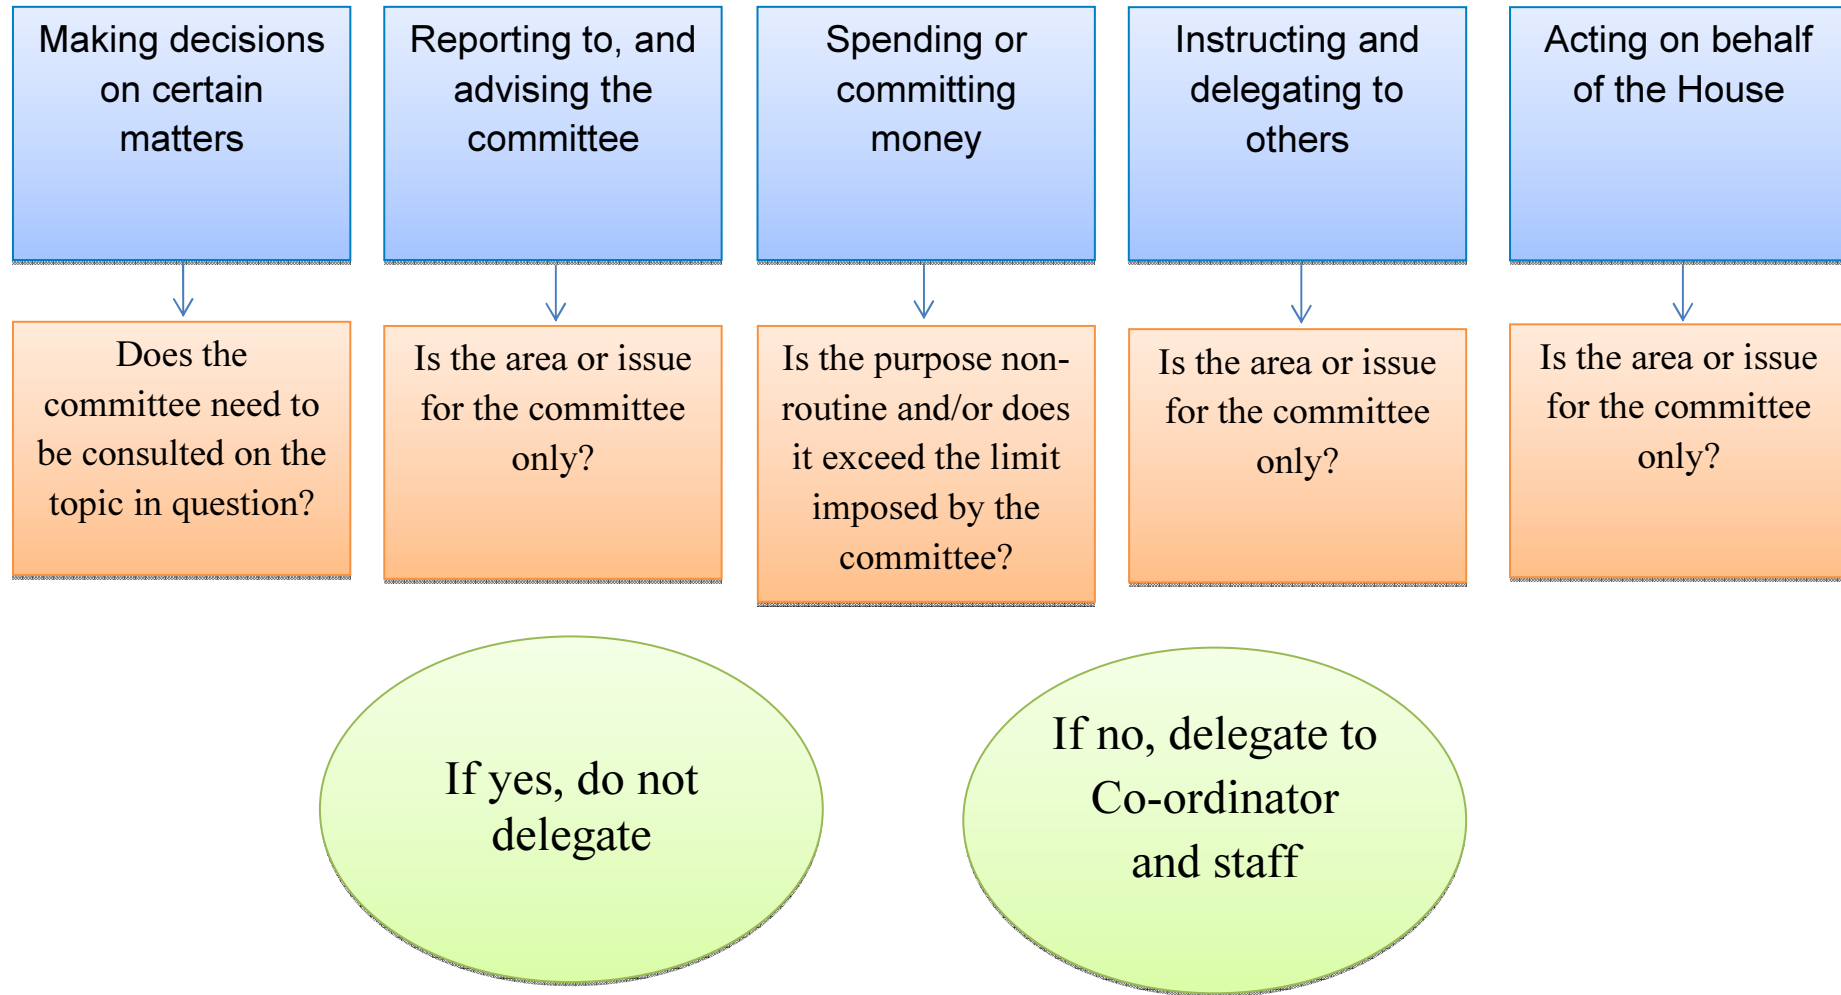 Making decisions
on certain
matters
Reporting to, and
advising the
committee
Spending or
committing
money
Instructing and
delegating to
others
Acting on behalf
of the House
Does the
committee need to
be consulted on the
topic in question?
Is the area or issue
for the committee
only?
Is the purpose non-
routine and/or does
it exceed the limit
imposed by the
committee?
Is the area or issue
for the committee
only?
Is the area or issue
for the committee
only?
If yes, do not
delegate
If no, delegate to
Co-ordinator
and staff